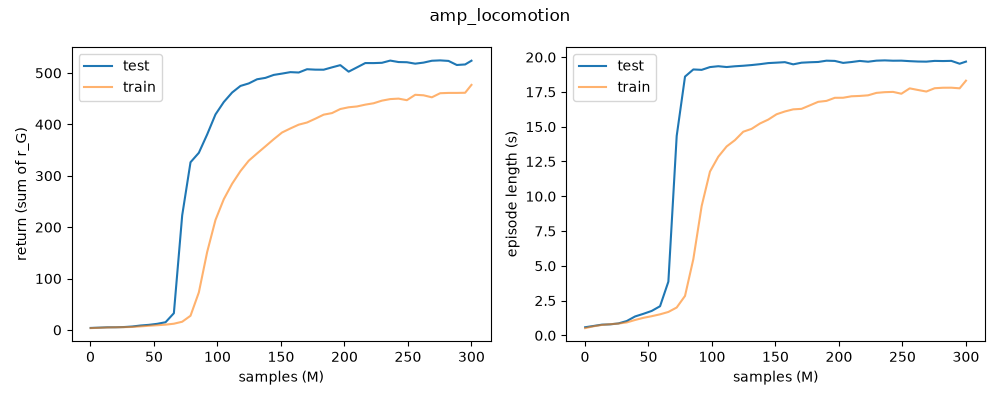 amp_locomotion
test
train
return (sum of r_G)
500
400
300
200
100
0
0 50 100 150 200 250 300
samples (M)
test
train
episode length (s)
20.0
17.5
15.0
12.5
10.0
7.5
5.0
2.5
0.0
0 50 100 150 200 250 300
samples (M)